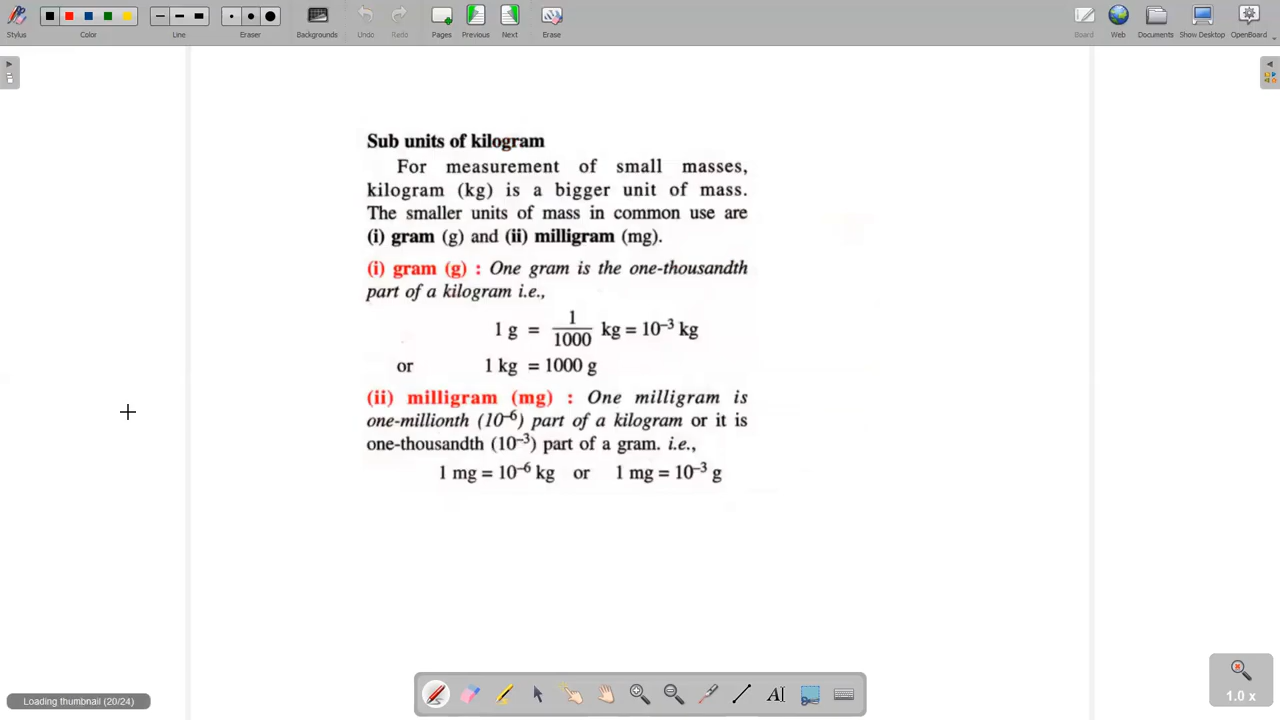 Stylus Color Line Eraser Backgrounds Undo Redo Pages Previous Next Erase Board Web Documents Show Desktop OpenBoard
Sub units of kilogram
For measurement of small masses,
kilogram (kg) is a bigger unit of mass.
The smaller units of mass in common use are
(i) gram (g) and (ii) milligram (mg).
(i) gram (g) : One gram is the one-thousandth
part of a kilogram i.e.,
1 g = 1/1000 kg = 10⁻³ kg
or 1 kg = 1000 g
(ii) milligram (mg) : One milligram is
one-millionth (10⁻⁶) part of a kilogram or it is
one-thousandth (10⁻³) part of a gram. i.e.,
1 mg = 10⁻⁶ kg or 1 mg = 10⁻³ g
Loading thumbnail (20/24)
1.0 x